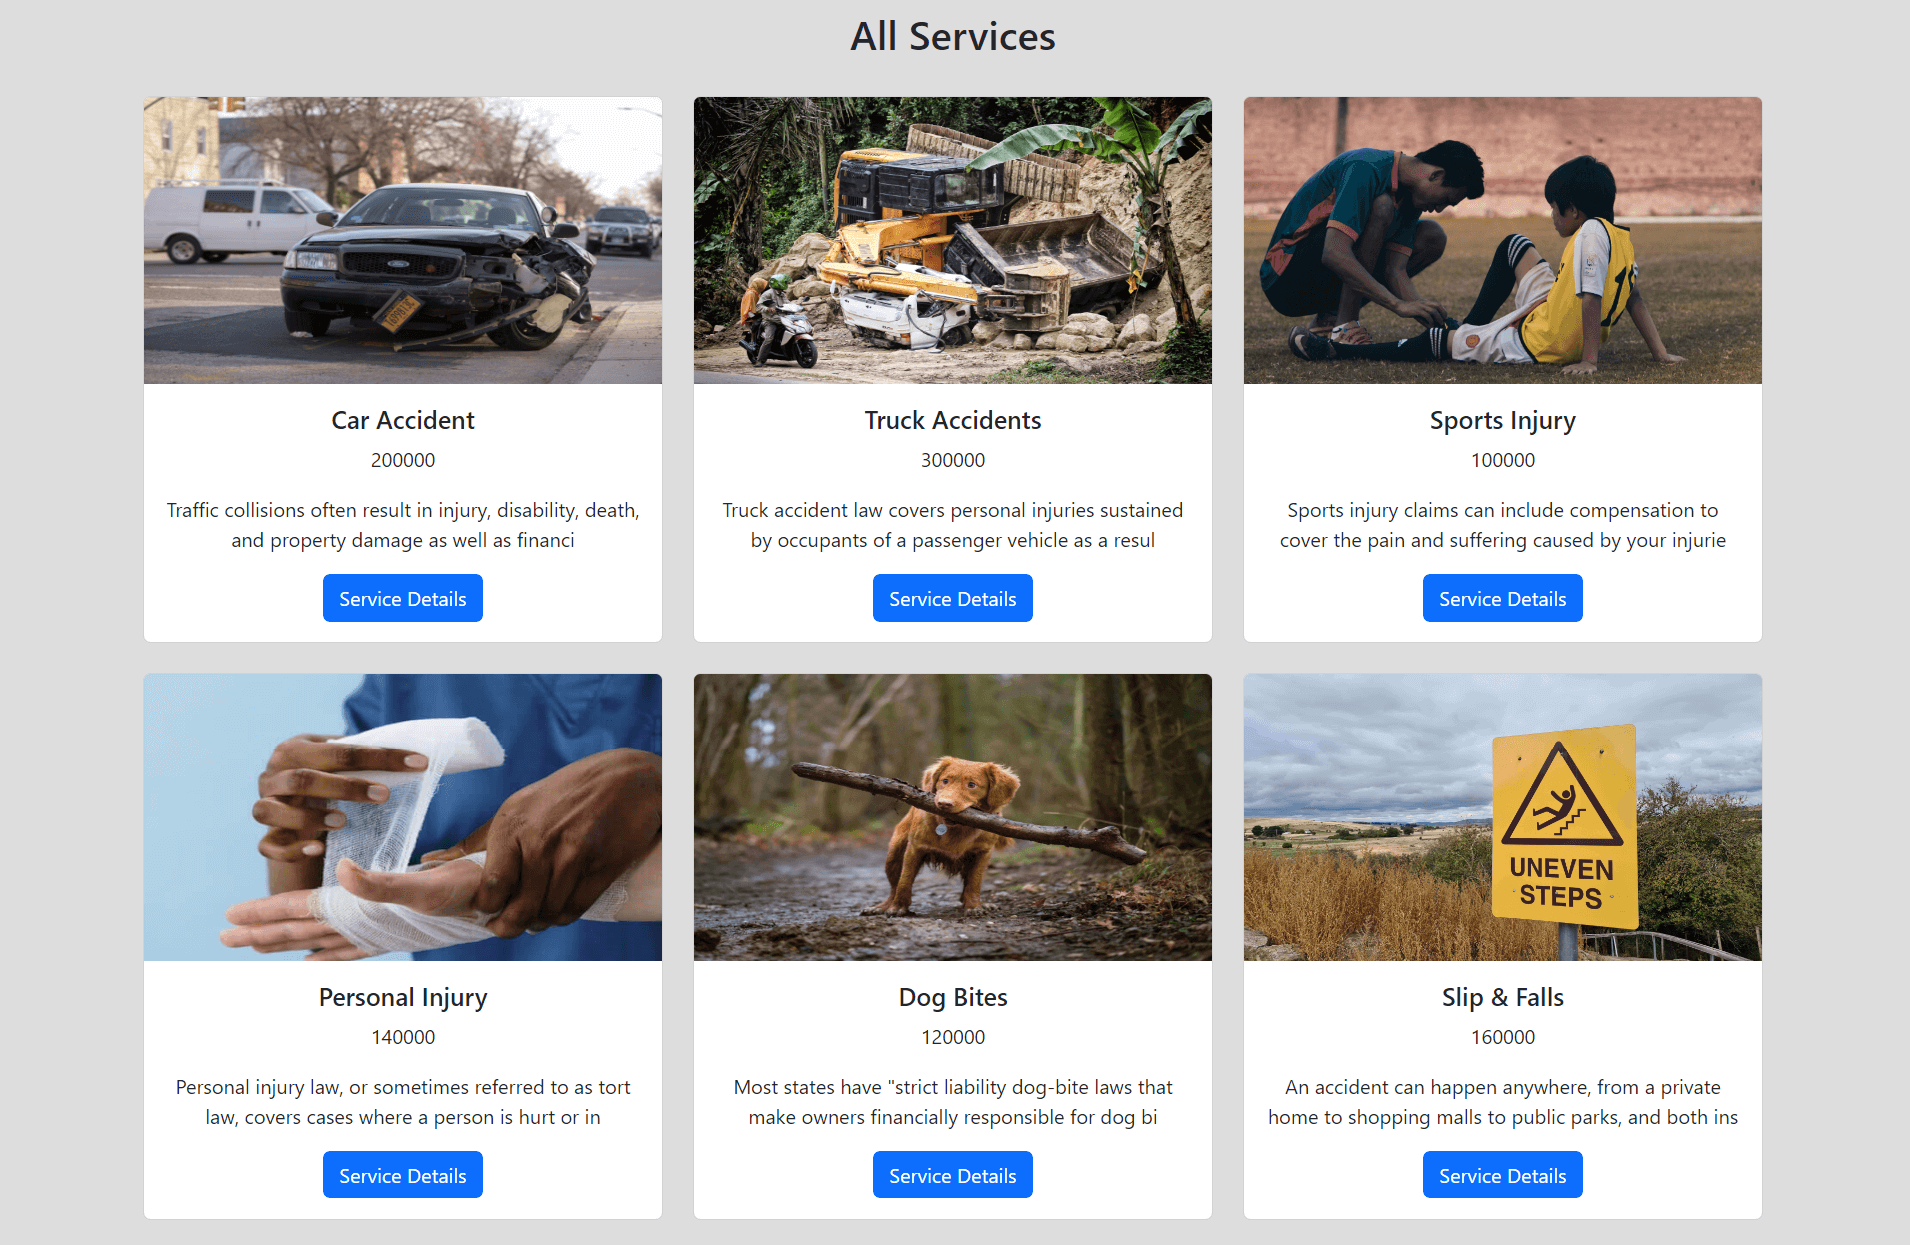 All Services
Car Accident
200000
Traffic collisions often result in injury, disability, death,
and property damage as well as financi
Service Details
Truck Accidents
300000
Truck accident law covers personal injuries sustained
by occupants of a passenger vehicle as a resul
Service Details
Sports Injury
100000
Sports injury claims can include compensation to
cover the pain and suffering caused by your injurie
Service Details
Personal Injury
140000
Personal injury law, or sometimes referred to as tort
law, covers cases where a person is hurt or in
Service Details
Dog Bites
120000
Most states have "strict liability dog-bite laws that
make owners financially responsible for dog bi
Service Details
UNEVEN
STEPS
Slip & Falls
160000
An accident can happen anywhere, from a private
home to shopping malls to public parks, and both ins
Service Details